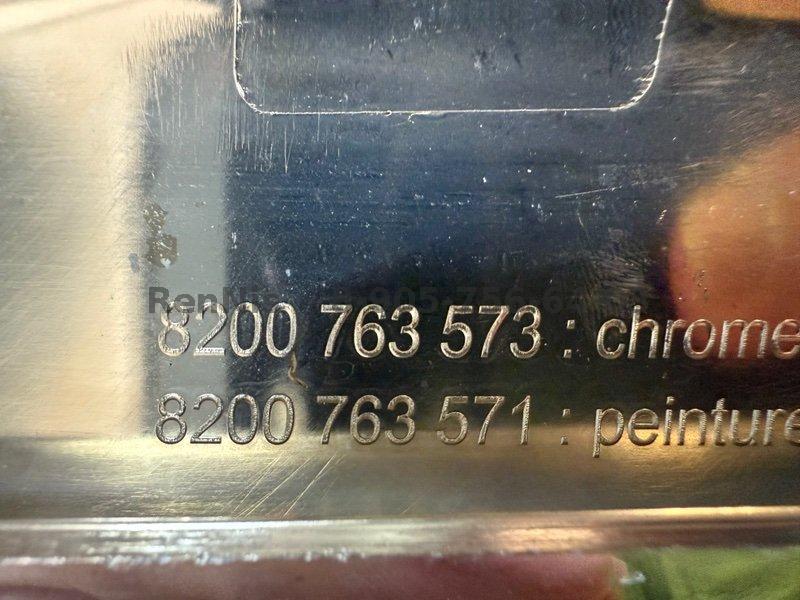 8200 763 573 : chrome
8200 763 571 : peinture